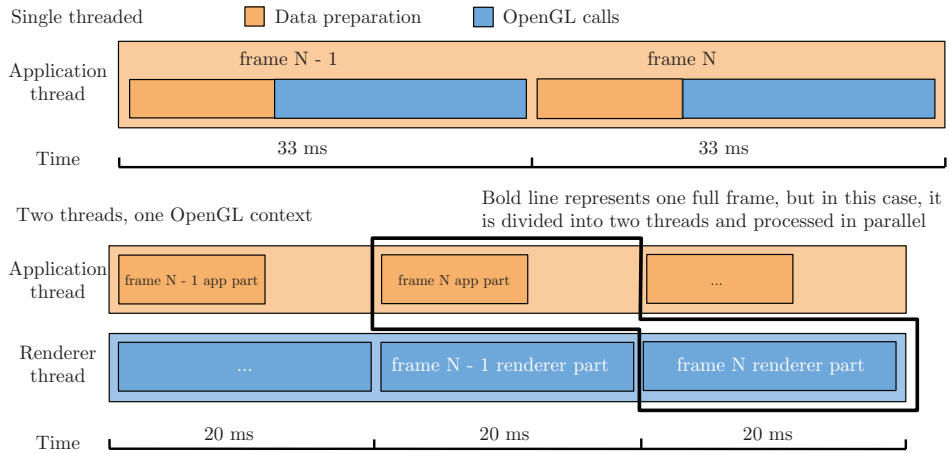 Single threaded
Data preparation
OpenGL calls
frame N - 1
frame N
Application
thread
Time
33 ms
33 ms
Bold line represents one full frame, but in this case, it
is divided into two threads and processed in parallel
Two threads, one OpenGL context
Application
thread
frame N - 1 app part
frame N app part
...
Renderer
thread
...
frame N - 1 renderer part
frame N renderer part
Time
20 ms
20 ms
20 ms